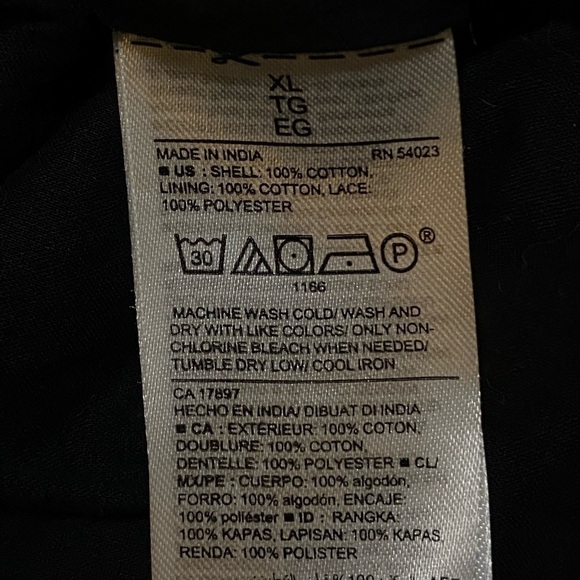 XL
TG
EG
MADE IN INDIA RN 54023
■ US : SHELL: 100% COTTON,
LINING: 100% COTTON, LACE:
100% POLYESTER
30 P ®
1166
MACHINE WASH COLD/ WASH AND
DRY WITH LIKE COLORS/ ONLY NON-
CHLORINE BLEACH WHEN NEEDED/
TUMBLE DRY LOW/ COOL IRON
CA 17897
HECHO EN INDIA/ DIBUAT DI INDIA
■ CA : EXTÉRIEUR: 100% COTON,
DOUBLURE: 100% COTON,
DENTELLE: 100% POLYESTER ■ CL/
MX/PE : CUERPO: 100% algodón,
FORRO: 100% algodón, ENCAJE:
100% poliéster ■ ID : RANGKA:
100% KAPAS, LAPISAN: 100% KAPAS,
RENDA: 100% POLISTER